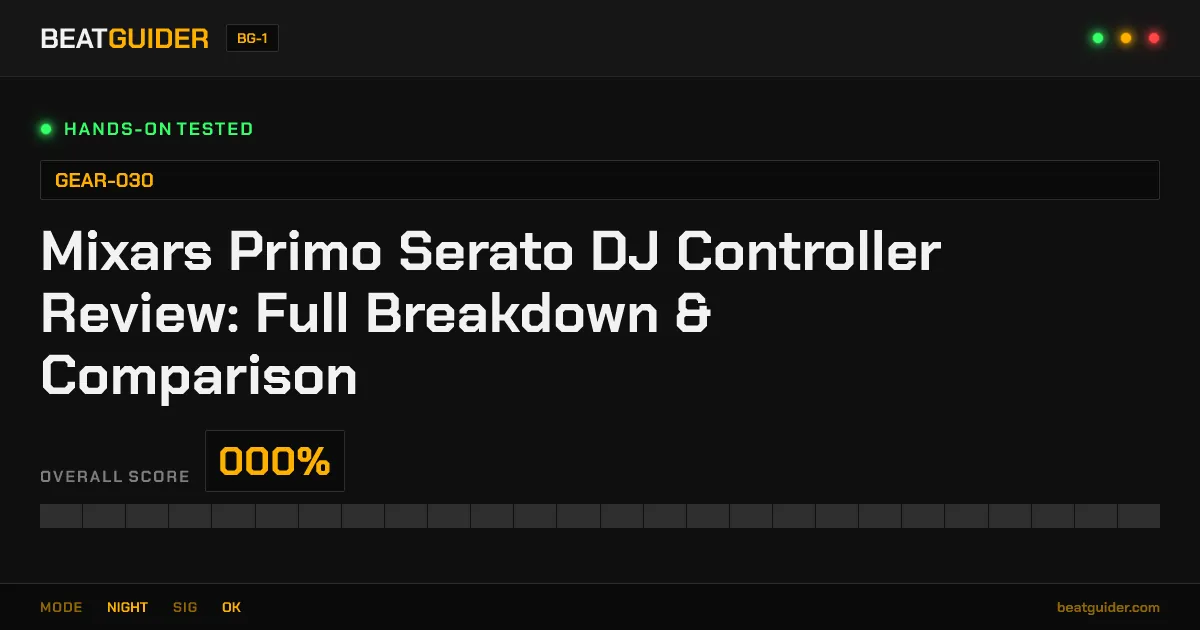 BEATGUIDER BG-1
HANDS-ON TESTED
GEAR-030
Mixars Primo Serato DJ Controller
Review: Full Breakdown &
Comparison
OVERALL SCORE 000%
MODE NIGHT SIG OK beatguider.com